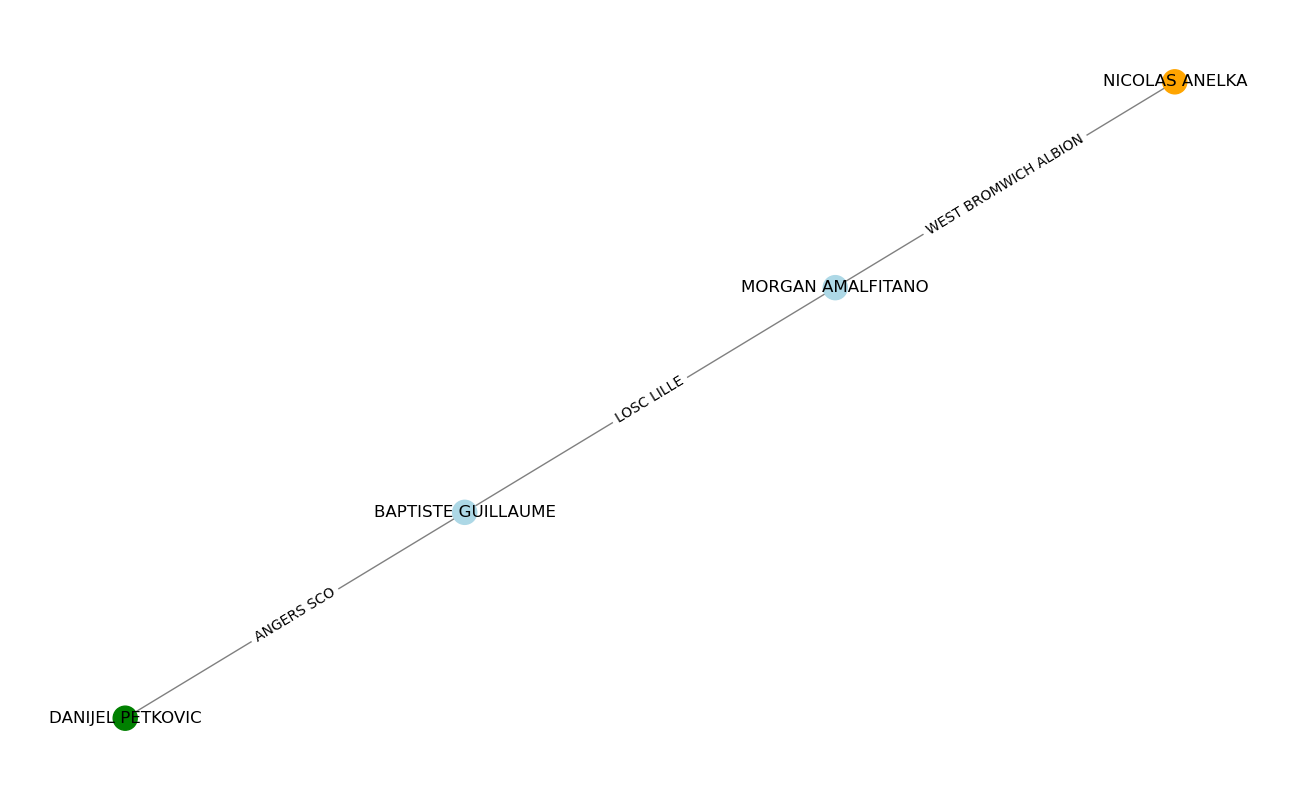 NICOLAS ANELKA
WEST BROMWICH ALBION
MORGAN AMALFITANO
LOSC LILLE
BAPTISTE GUILLAUME
ANGERS SCO
DANIJEL PETKOVIC